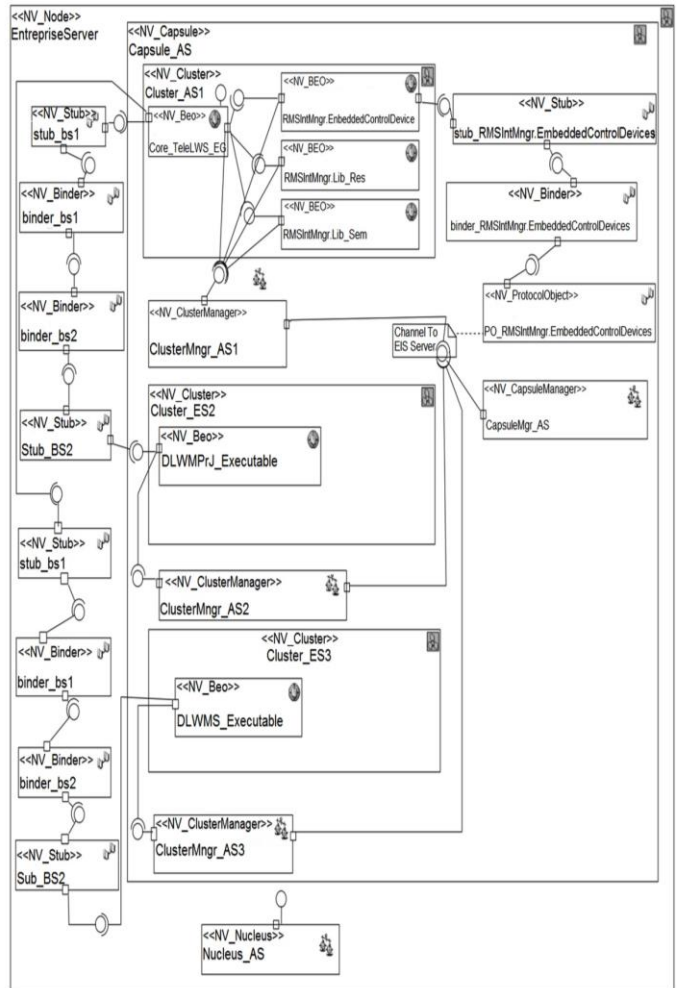 <<NV_Node>>
EntrepriseServer
<<NV_Capsule>>
Capsule_AS
<<NV_Cluster>>
Cluster_AS1
<<NV_Beo>>
Core_TeleLWS_EG
<<NV_BEO>>
RMSIntMngr.EnbeddedControlDevice
<<NV_BEO>>
RMSIntMngr.Lib_Res
<<NV_BEO>>
RMSIntMngr.Lib_Sem
<<NV_Stub>>
stub_RMSIntMngr.EmbeddedControlDevices
<<NV_Binder>>
binder_RMSIntMngr.EmbeddedControlDevices
<<NV_ProtocolObject>>
PO_RMSIntMngr.EmbeddedControlDevices
<<NV_CapsuleManager>>
CapsuleMgr_AS
Channel To
EIS Server
<<NV_ClusterManager>>
ClusterMngr_AS1
<<NV_Cluster>>
Cluster_ES2
<<NV_Beo>>
DLWMPrJ_Executable
<<NV_ClusterManager>>
ClusterMngr_AS2
<<NV_Cluster>>
Cluster_ES3
<<NV_Beo>>
DLWMS_Executable
<<NV_ClusterManager>>
ClusterMngr_AS3
<<NV_Stub>>
stub_bs1
<<NV_Binder>>
binder_bs1
<<NV_Binder>>
binder_bs2
<<NV_Stub>>
Stub_BS2
<<NV_Stub>>
stub_bs1
<<NV_Binder>>
binder_bs1
<<NV_Binder>>
binder_bs2
<<NV_Stub>>
Sub_BS2
<<NV_Nucleus>>
Nucleus_AS